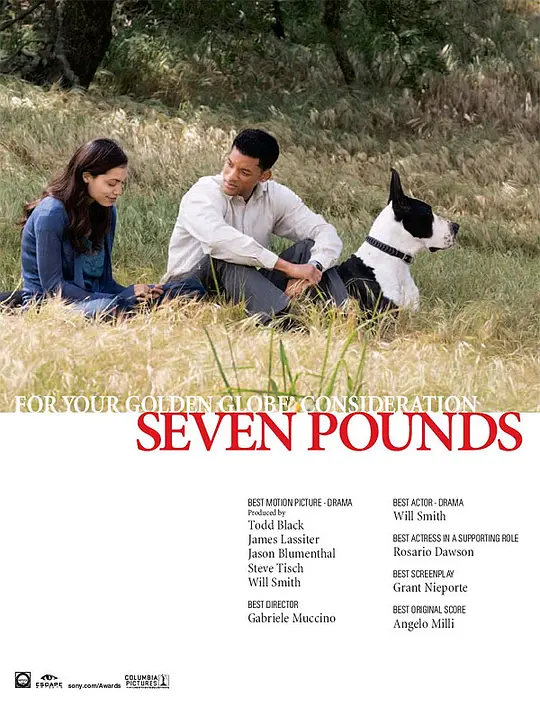 FOR YOUR GOLDEN GLOBE® CONSIDERATION
SEVEN POUNDS
BEST MOTION PICTURE - DRAMA
Produced by
Todd Black
James Lassiter
Jason Blumenthal
Steve Tisch
Will Smith
BEST DIRECTOR
Gabriele Muccino
BEST ACTOR - DRAMA
Will Smith
BEST ACTRESS IN A SUPPORTING ROLE
Rosario Dawson
BEST SCREENPLAY
Grant Nieporte
BEST ORIGINAL SCORE
Angelo Milli
ESCAPE
sony.com/Awards
COLUMBIA
PICTURES